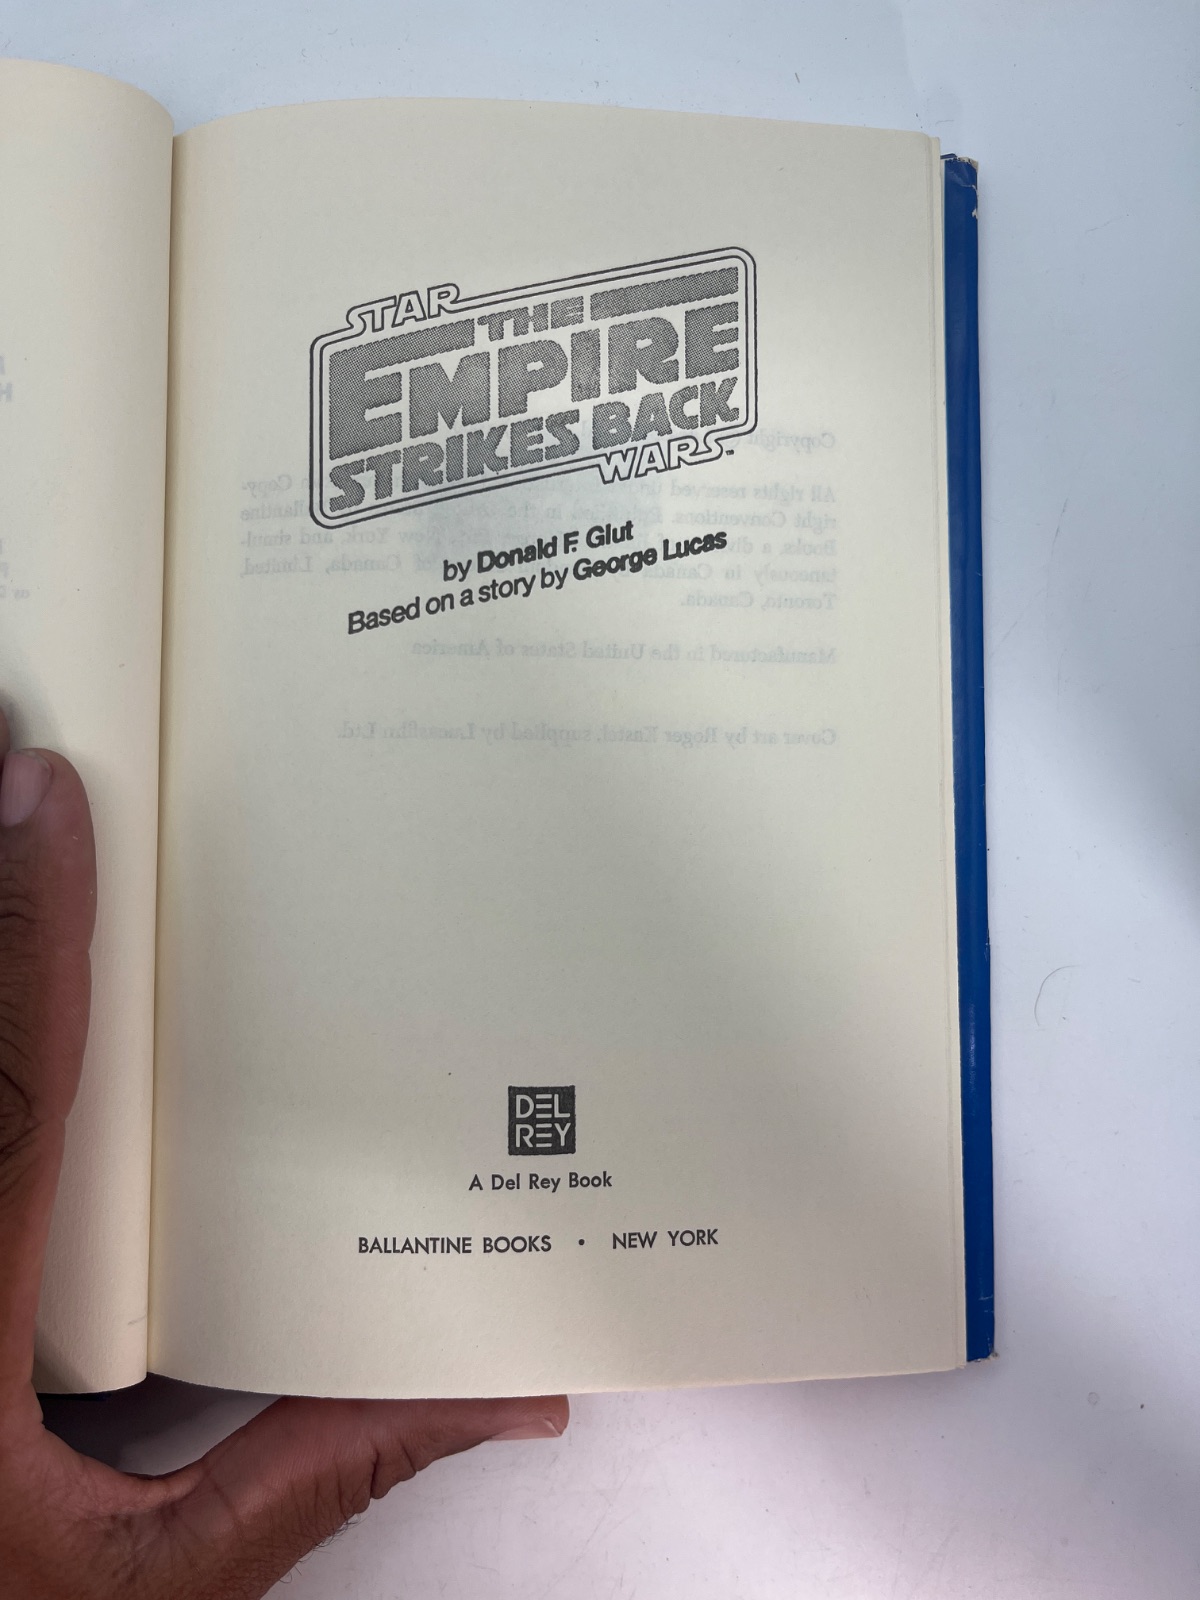 STAR
THE
EMPIRE
STRIKES BACK
WARS™
by Donald F. Glut
Based on a story by George Lucas
DEL
REY
A Del Rey Book
BALLANTINE BOOKS • NEW YORK